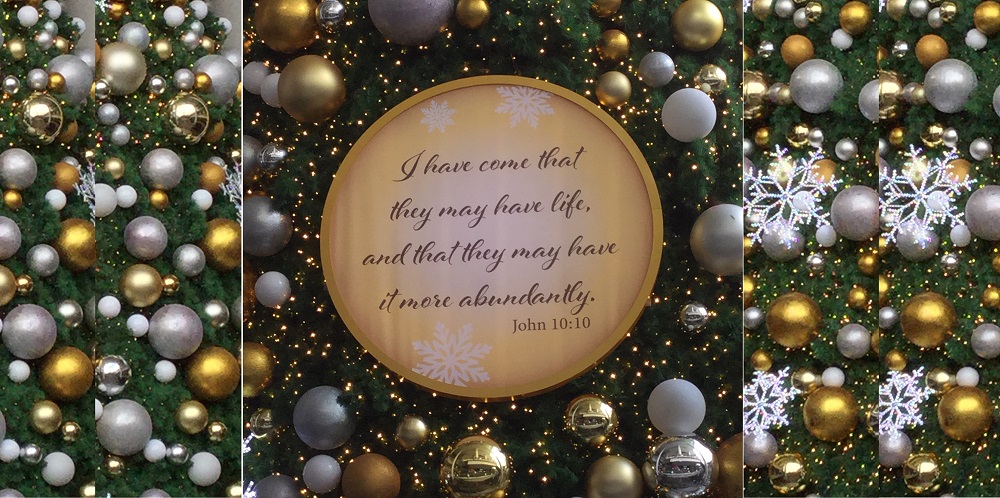 I have come that
they may have life,
and that they may have
it more abundantly.
John 10:10